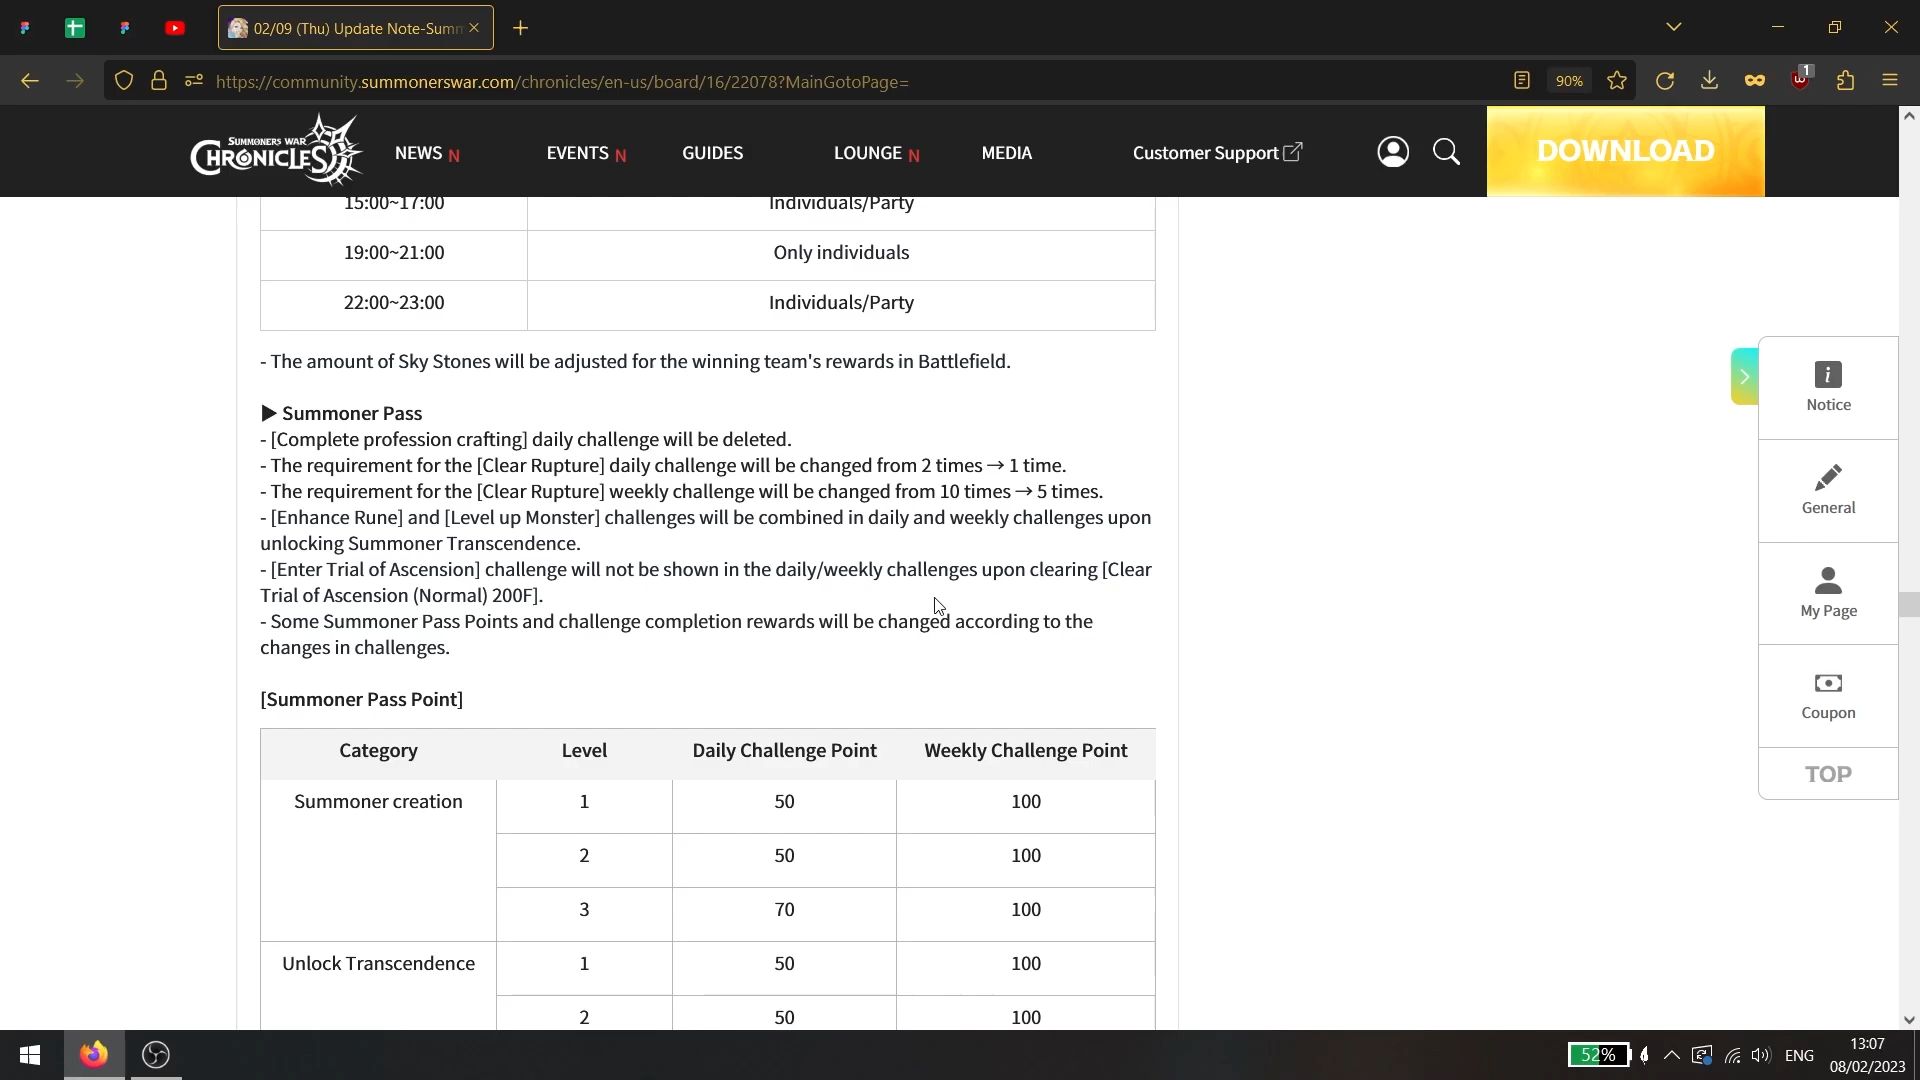 02/09 (Thu) Update Note-Summ
https://community.summonerswar.com/chronicles/en-us/board/16/22078?MainGotoPage=
90%
1
SUMMONERS WAR
CHRONICLES
NEWS N
EVENTS N
GUIDES
LOUNGE N
MEDIA
Customer Support
DOWNLOAD
15:00~17:00 Individuals/Party
19:00~21:00 Only individuals
22:00~23:00 Individuals/Party
- The amount of Sky Stones will be adjusted for the winning team's rewards in Battlefield.
▶ Summoner Pass
- [Complete profession crafting] daily challenge will be deleted.
- The requirement for the [Clear Rupture] daily challenge will be changed from 2 times → 1 time.
- The requirement for the [Clear Rupture] weekly challenge will be changed from 10 times → 5 times.
- [Enhance Rune] and [Level up Monster] challenges will be combined in daily and weekly challenges upon
unlocking Summoner Transcendence.
- [Enter Trial of Ascension] challenge will not be shown in the daily/weekly challenges upon clearing [Clear
Trial of Ascension (Normal) 200F].
- Some Summoner Pass Points and challenge completion rewards will be changed according to the
changes in challenges.
[Summoner Pass Point]
Category Level Daily Challenge Point Weekly Challenge Point
Summoner creation 1 50 100
2 50 100
3 70 100
Unlock Transcendence 1 50 100
2 50 100
Notice
General
My Page
Coupon
TOP
52%
ENG
13:07
08/02/2023